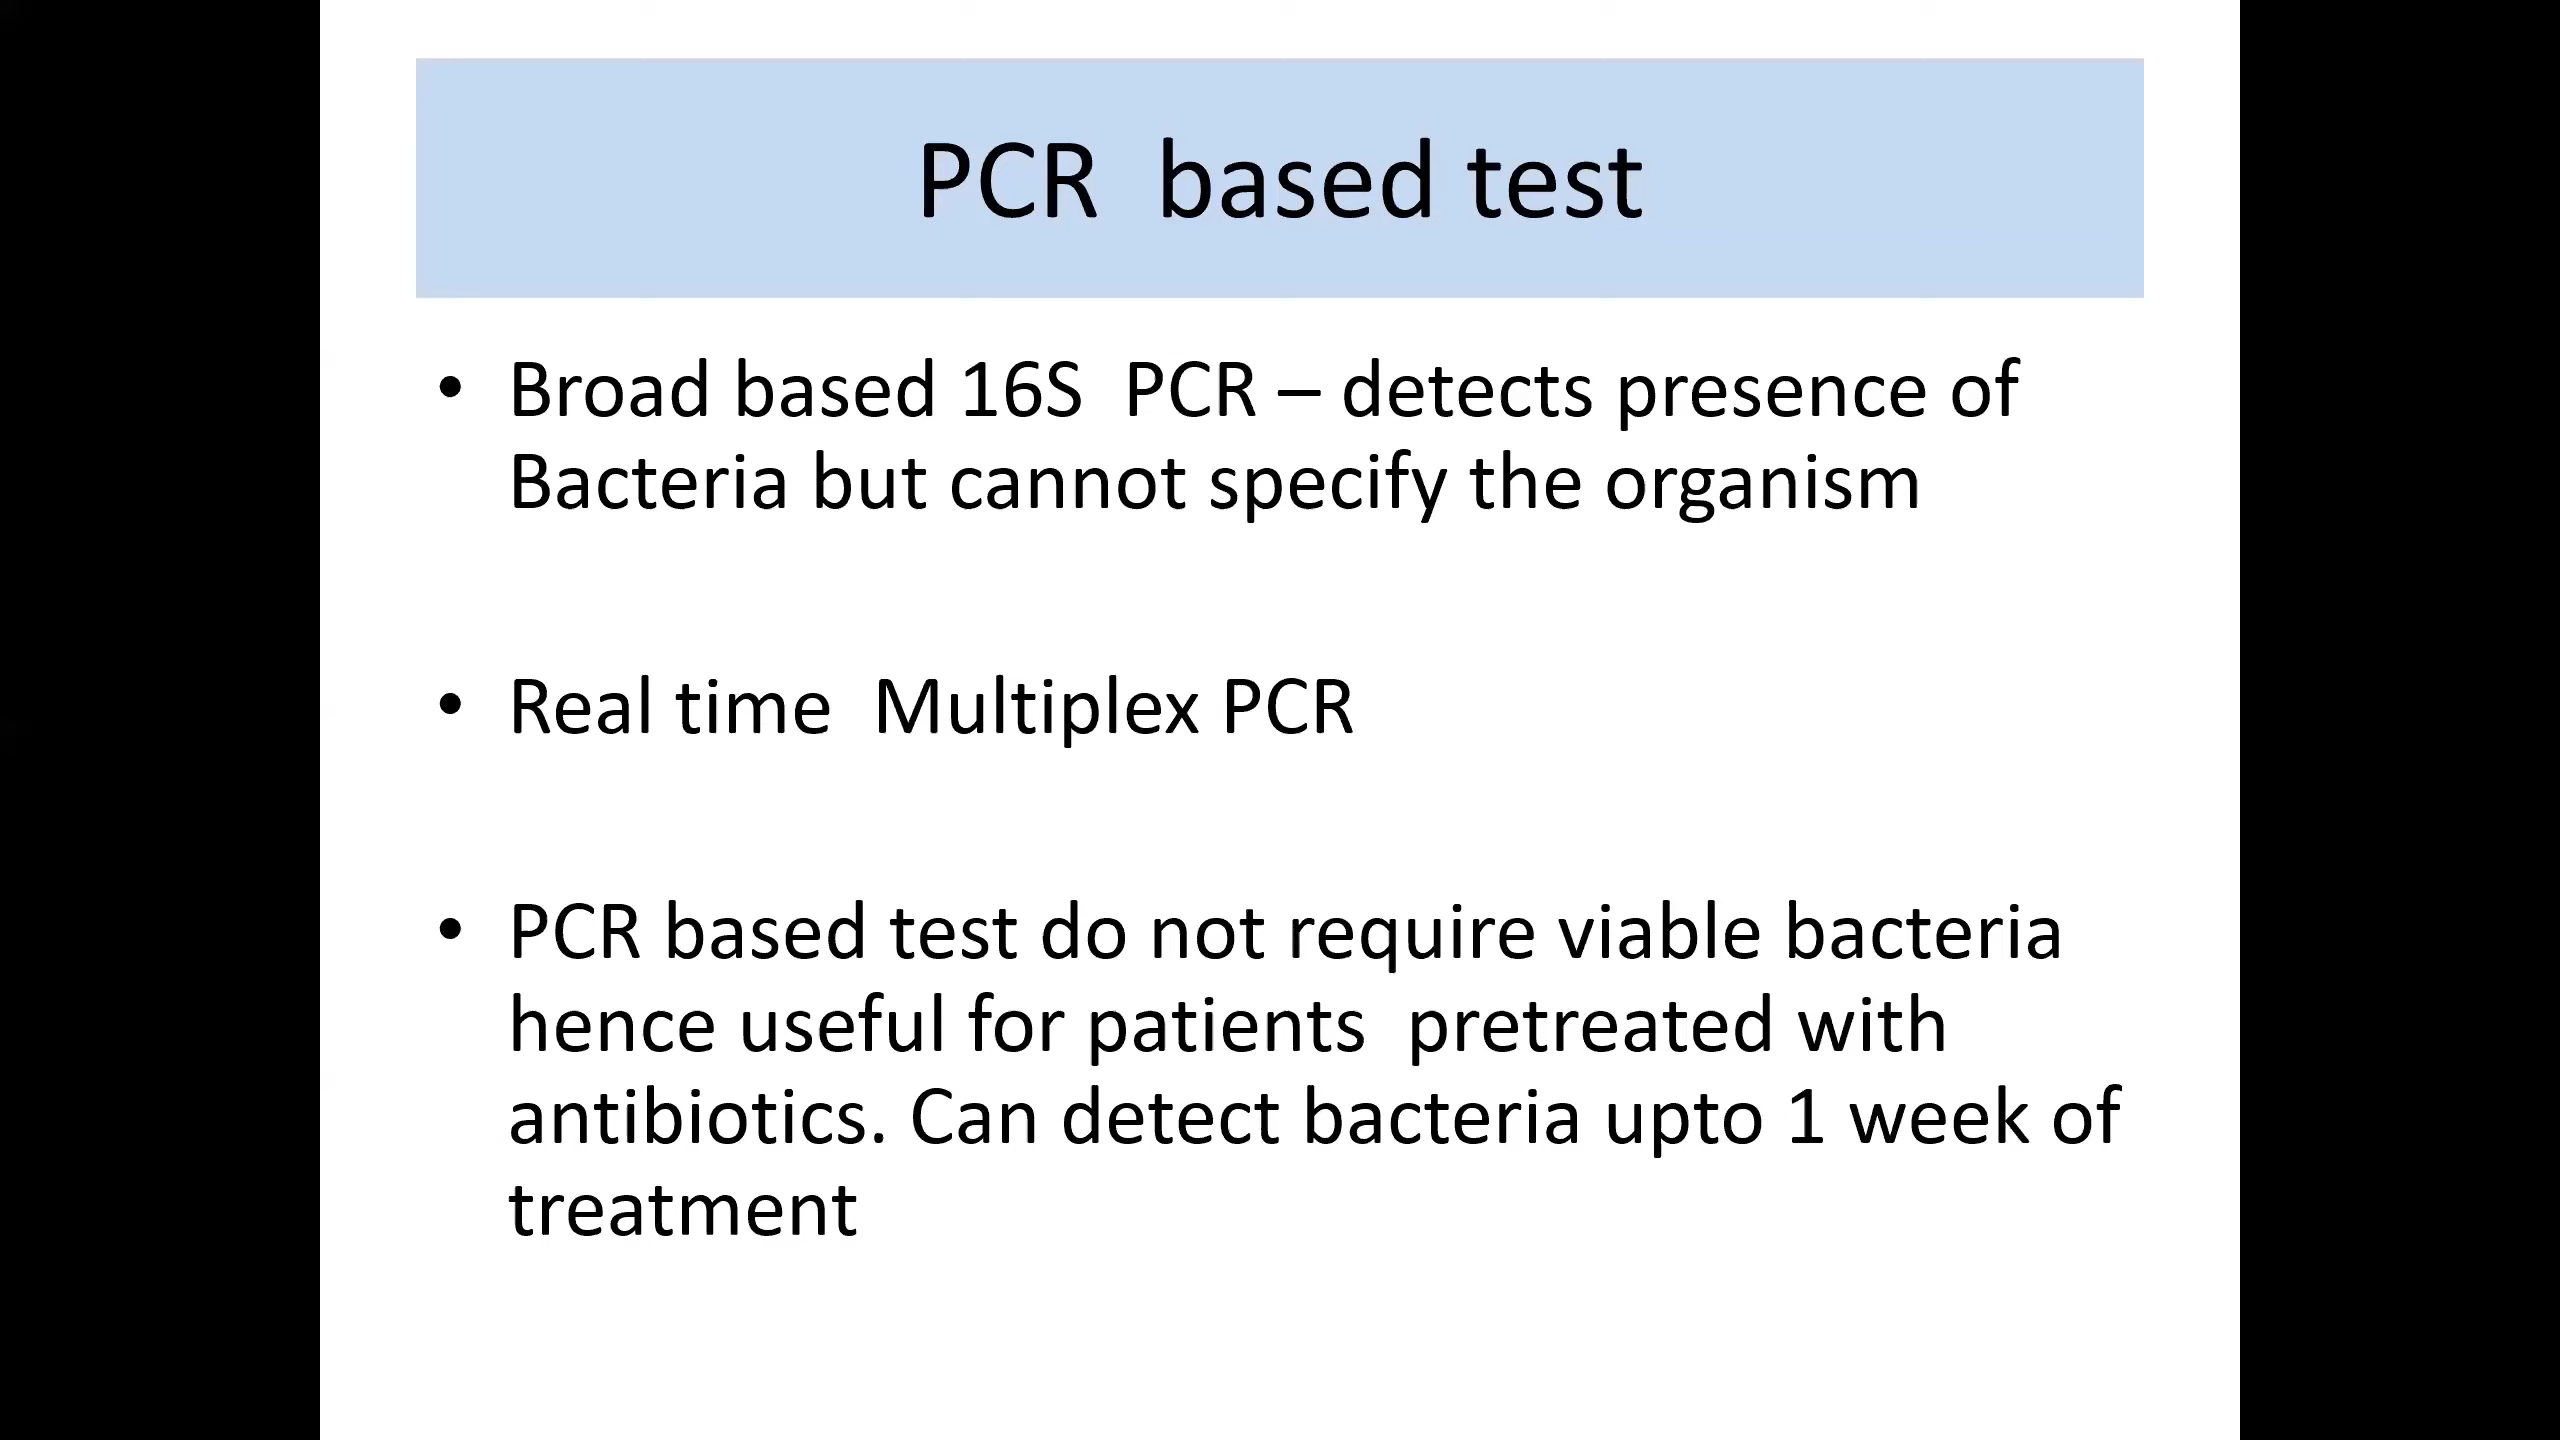 PCR  based test
• Broad based 16S  PCR – detects presence of
Bacteria but cannot specify the organism
• Real time  Multiplex PCR
• PCR based test do not require viable bacteria
hence useful for patients  pretreated with
antibiotics. Can detect bacteria upto 1 week of
treatment